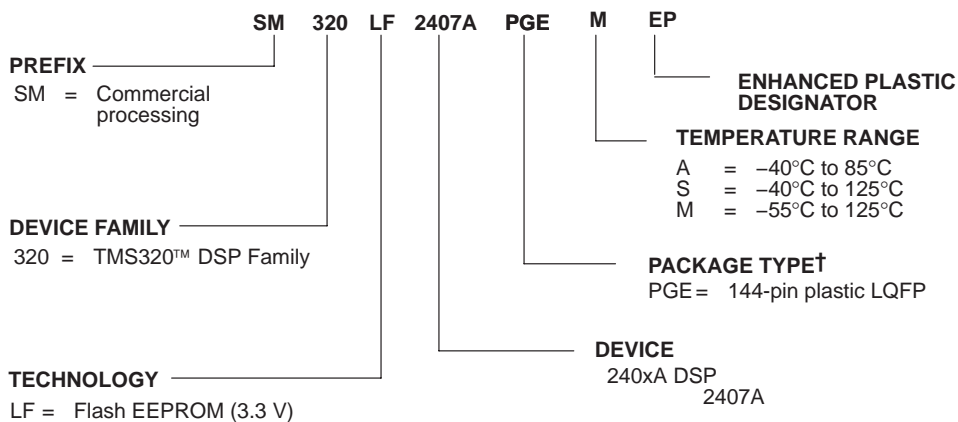 SM 320 LF 2407A PGE M EP
PREFIX
SM = Commercial
processing
ENHANCED PLASTIC
DESIGNATOR
TEMPERATURE RANGE
A = −40°C to 85°C
S = −40°C to 125°C
M = −55°C to 125°C
DEVICE FAMILY
320 = TMS320™ DSP Family
PACKAGE TYPE†
PGE = 144-pin plastic LQFP
DEVICE
240xA DSP
2407A
TECHNOLOGY
LF = Flash EEPROM (3.3 V)